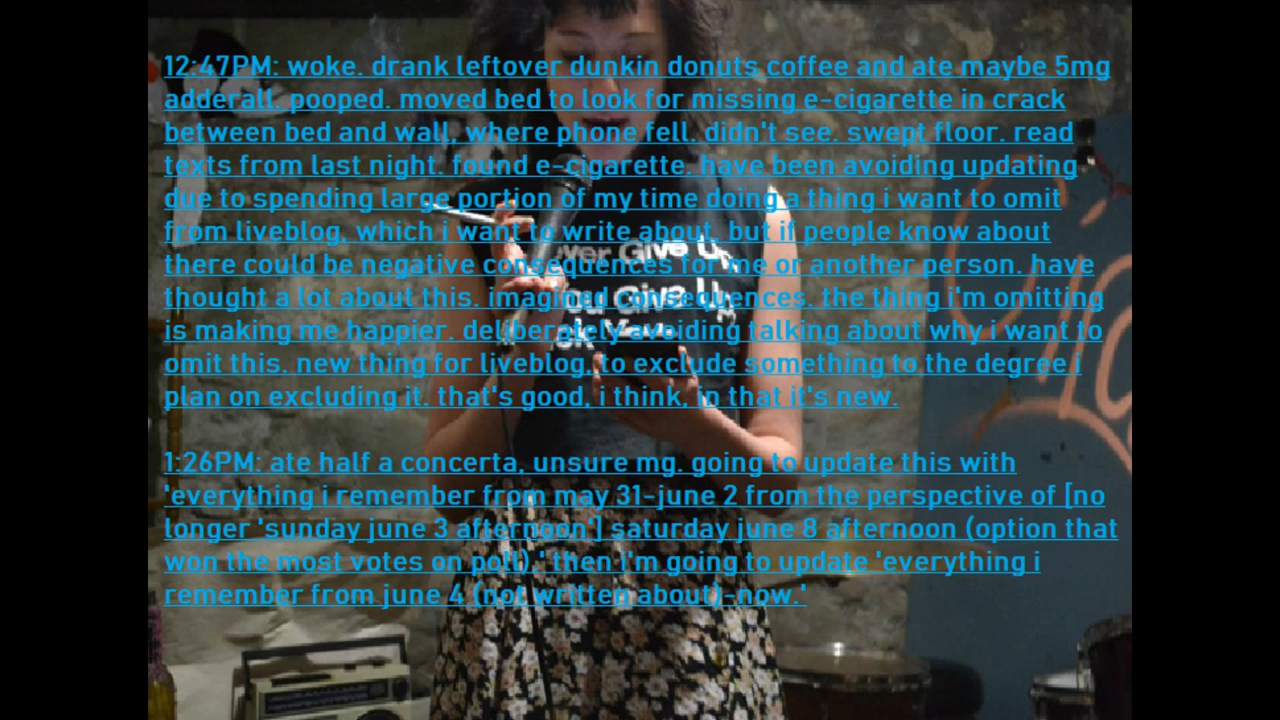 12:47PM: woke. drank leftover dunkin donuts coffee and ate maybe 5mg
adderall. pooped. moved bed to look for missing e-cigarette in crack
between bed and wall, where phone fell. didn't see. swept floor. read
texts from last night. found e-cigarette. have been avoiding updating
due to spending large portion of my time doing a thing i want to omit
from liveblog, which i want to write about, but if people know about
there could be negative consequences for me or another person. have
thought a lot about this. imagined consequences. the thing i'm omitting
is making me happier. deliberately avoiding talking about why i want to
omit this. new thing for liveblog, to exclude something to the degree i
plan on excluding it. that's good, i think, in that it's new.
1:26PM: ate half a concerta, unsure mg. going to update this with
'everything i remember from may 31-june 2 from the perspective of [no
longer 'sunday june 3 afternoon'] saturday june 8 afternoon (option that
won the most votes on poll).' then i'm going to update 'everything i
remember from june 4 (not written about)-now.'
Give Up
Give Up